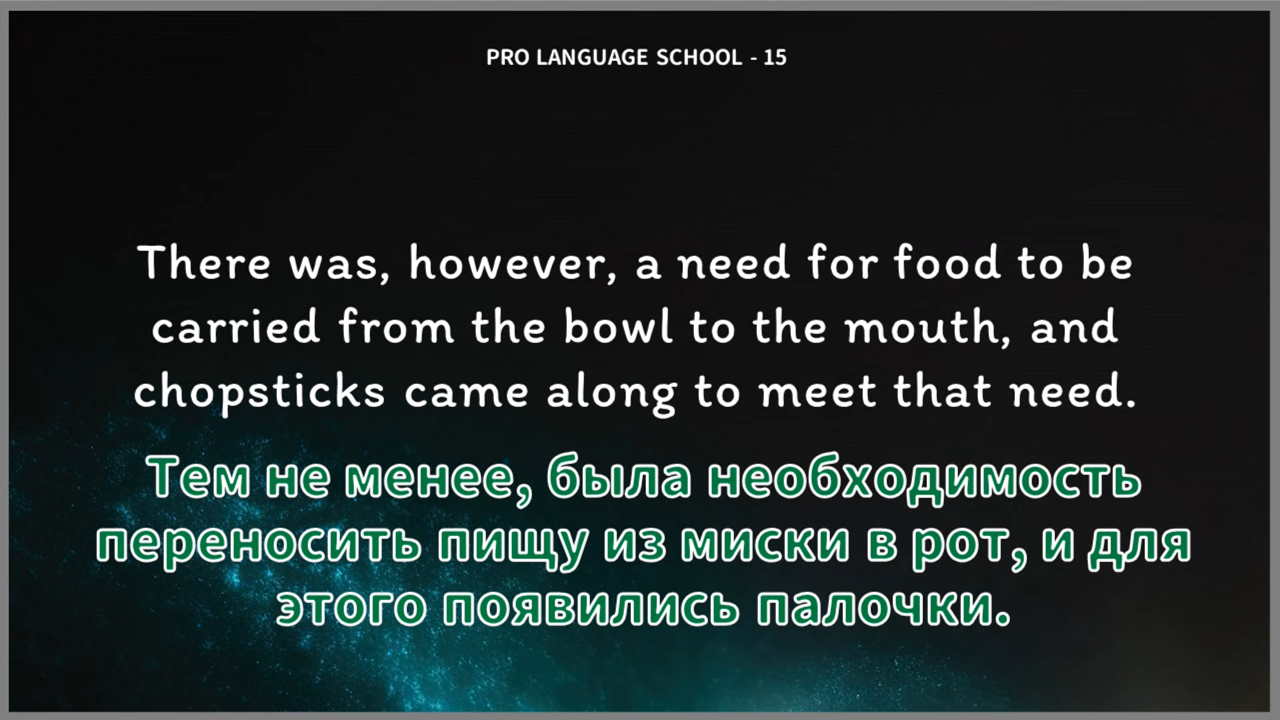 PRO LANGUAGE SCHOOL - 15
There was, however, a need for food to be
carried from the bowl to the mouth, and
chopsticks came along to meet that need.
Тем не менее, была необходимость
переносить пищу из миски в рот, и для
этого появились палочки.